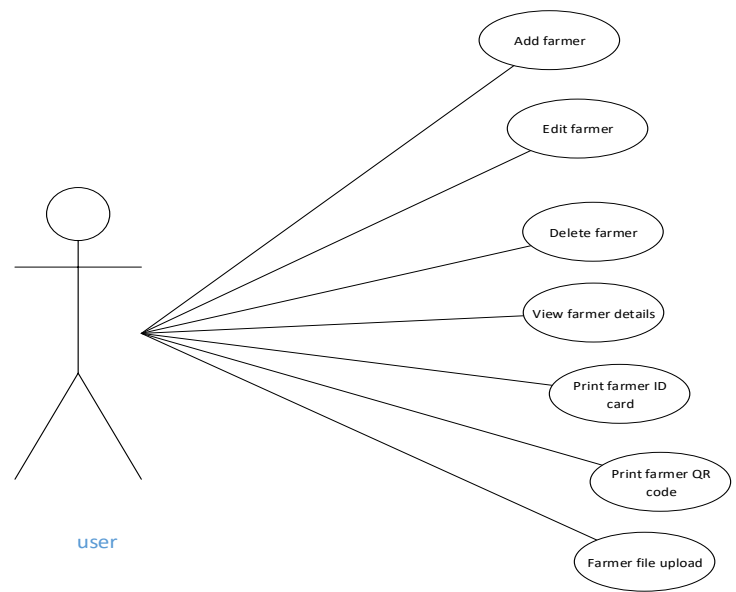 Add farmer
Edit farmer
Delete farmer
View farmer details
Print farmer ID
card
Print farmer QR
code
Farmer file upload
user